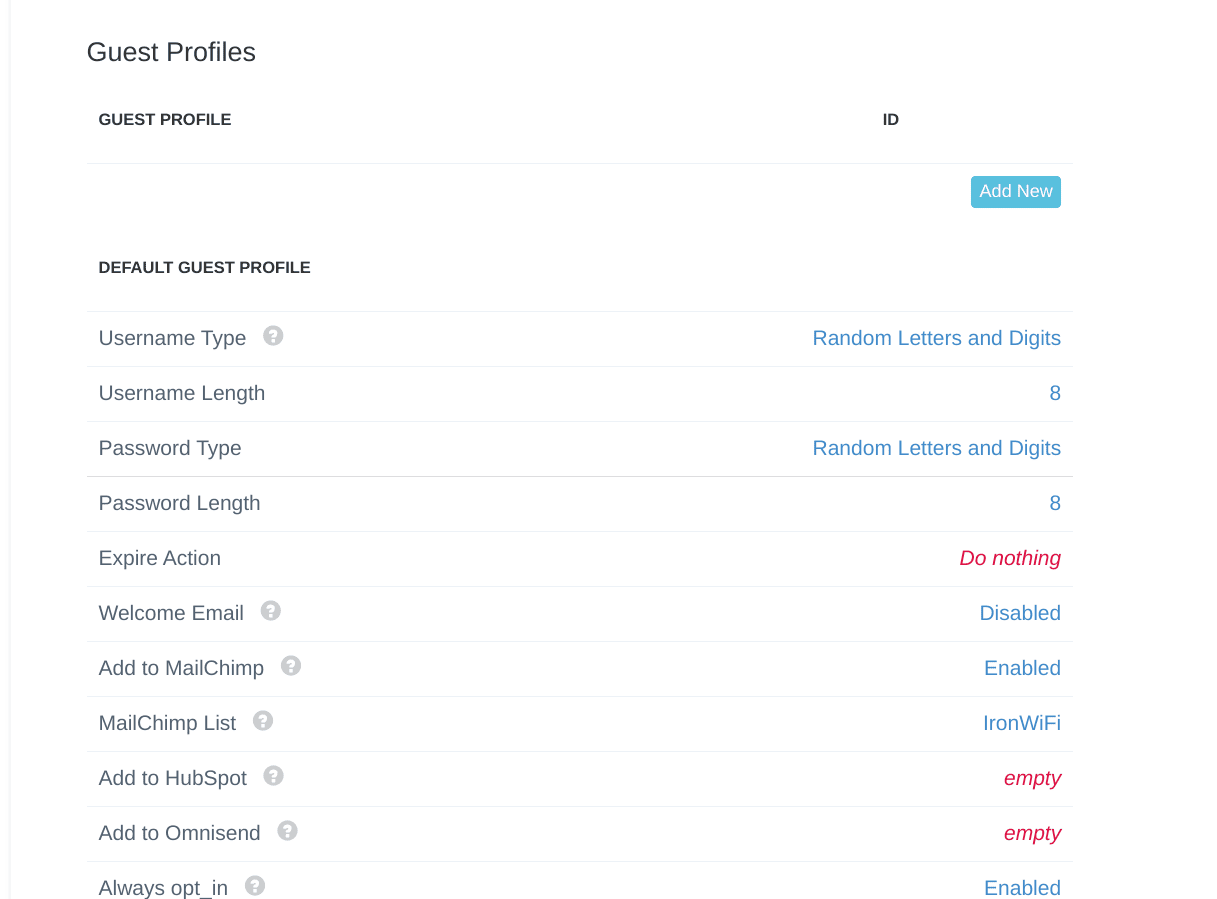 Guest Profiles
GUEST PROFILE ID
Add New
DEFAULT GUEST PROFILE
Username Type ? Random Letters and Digits
Username Length 8
Password Type Random Letters and Digits
Password Length 8
Expire Action Do nothing
Welcome Email ? Disabled
Add to MailChimp ? Enabled
MailChimp List ? IronWiFi
Add to HubSpot ? empty
Add to Omnisend ? empty
Always opt_in ? Enabled